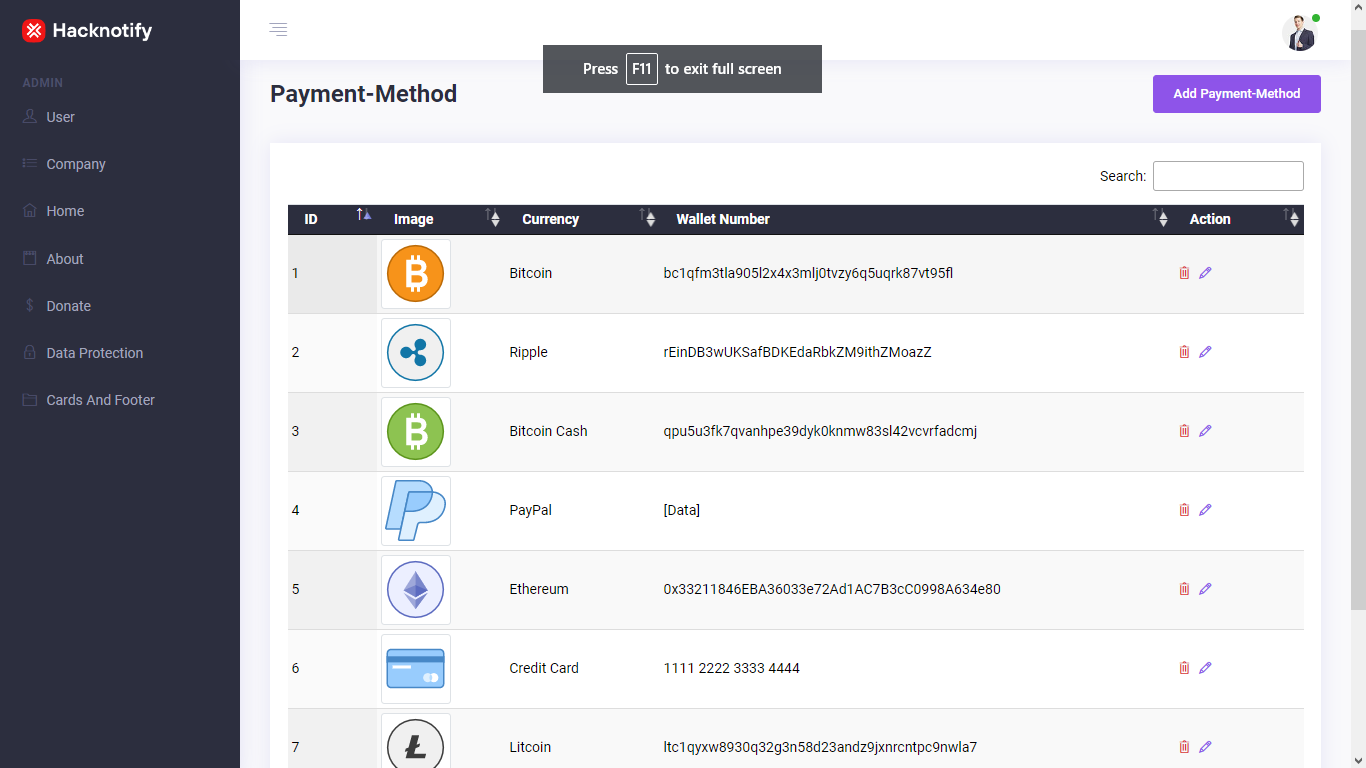 Hacknotify
Press F11 to exit full screen
ADMIN
User
Company
Home
About
Donate
Data Protection
Cards And Footer
Payment-Method
Add Payment-Method
Search:
ID Image Currency Wallet Number Action
1 Bitcoin bc1qfm3tla905l2x4x3mlj0tvzy6q5uqrk87vt95fl
2 Ripple rEinDB3wUKSafBDKEdaRbkZM9ithZMoazZ
3 Bitcoin Cash qpu5u3fk7qvanhpe39dyk0knmw83sl42vcvrfadcmj
4 PayPal [Data]
5 Ethereum 0x33211846EBA36033e72Ad1AC7B3cC0998A634e80
6 Credit Card 1111 2222 3333 4444
7 Litcoin ltc1qyxw8930q32g3n58d23andz9jxnrcntpc9nwla7